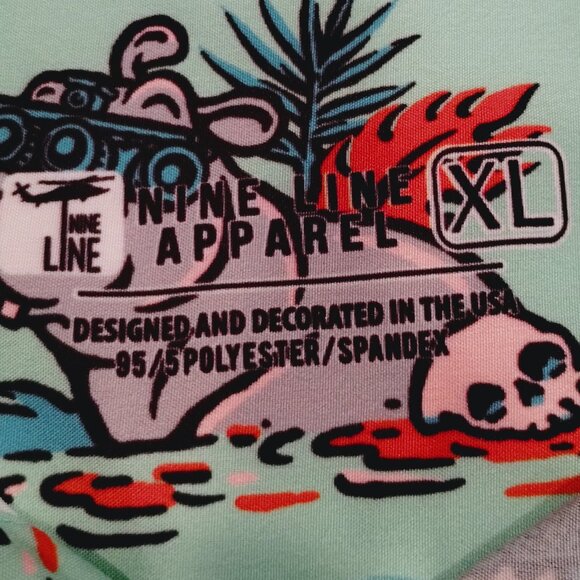 NINE
LINE
NINE LINE
APPAREL
XL
DESIGNED AND DECORATED IN THE USA
95/5 POLYESTER/SPANDEX